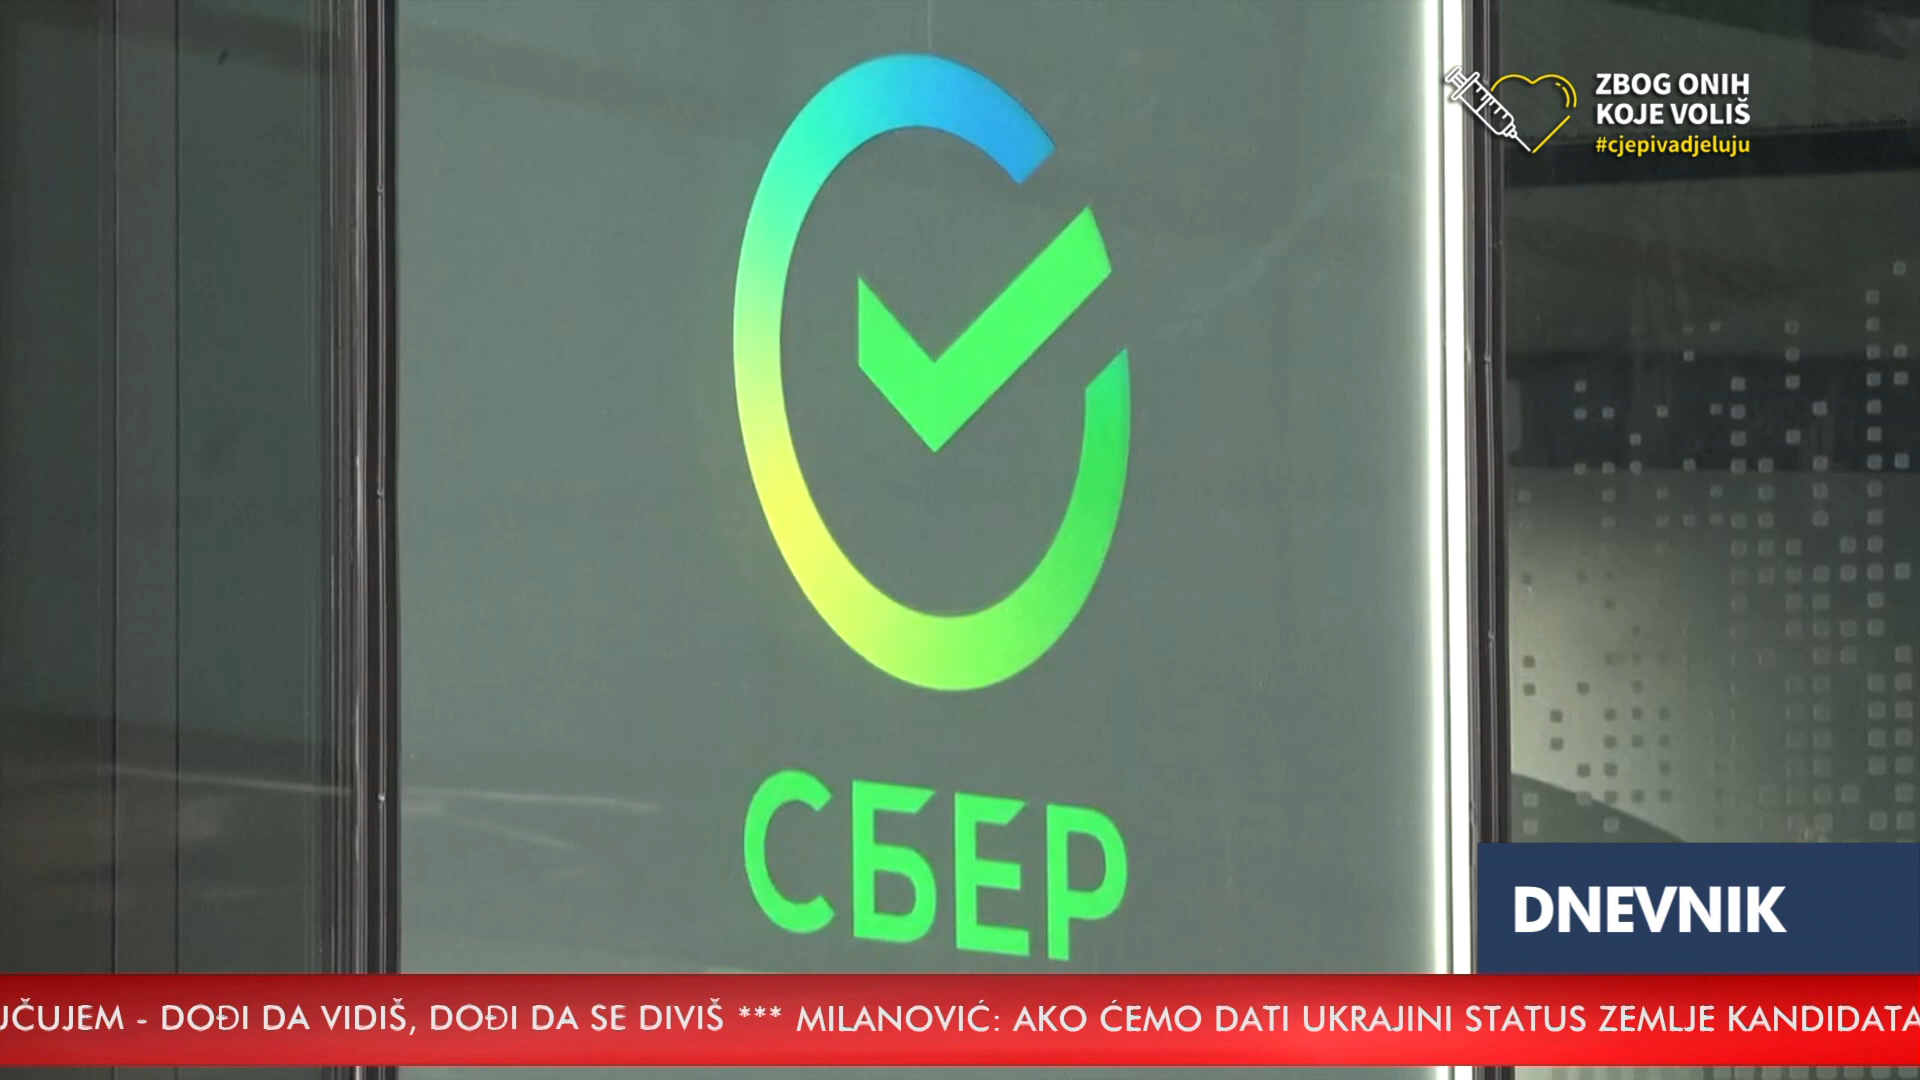 ZBOG ONIH
KOJE VOLIŠ
#cjepivadjeluju
СБЕР
DNEVNIK
UČUJEM - DOĐI DA VIDIŠ, DOĐI DA SE DIVIŠ *** MILANOVIĆ: AKO ĆEMO DATI UKRAJINI STATUS ZEMLJE KANDIDATA